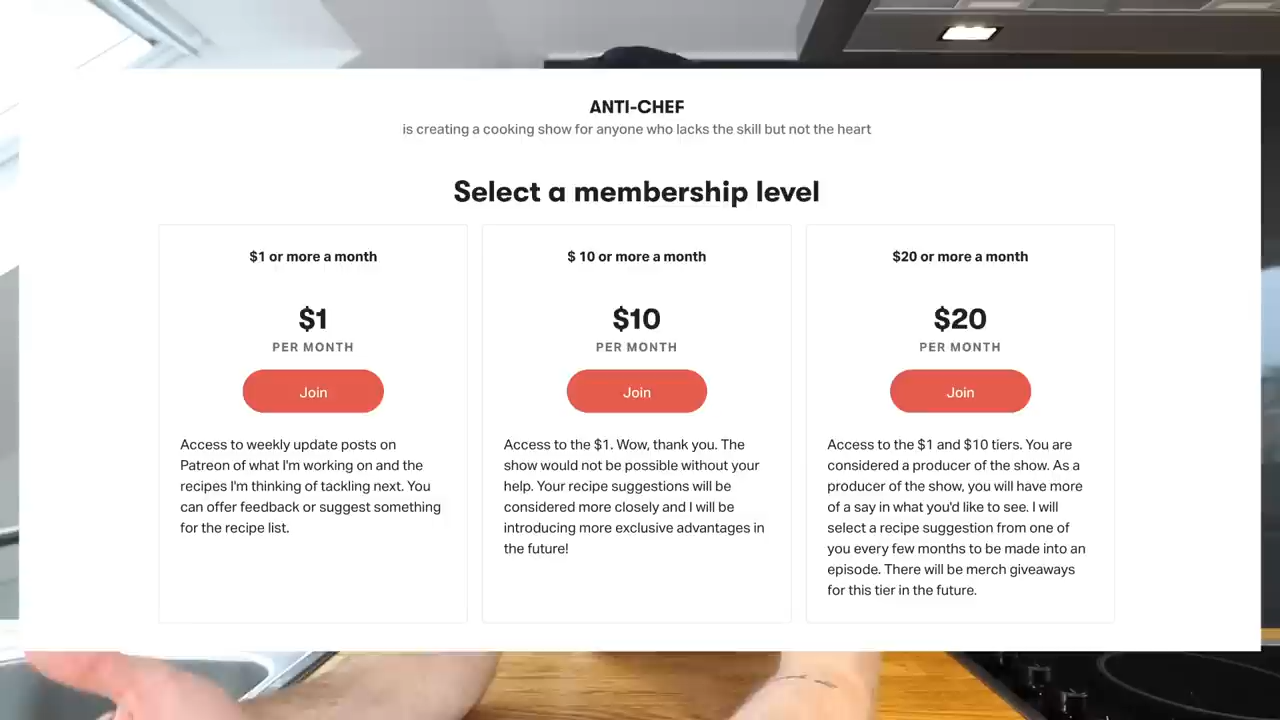 ANTI-CHEF
is creating a cooking show for anyone who lacks the skill but not the heart
Select a membership level
$1 or more a month
$1
PER MONTH
Join
Access to weekly update posts on
Patreon of what I'm working on and the
recipes I'm thinking of tackling next. You
can offer feedback or suggest something
for the recipe list.
$ 10 or more a month
$10
PER MONTH
Join
Access to the $1. Wow, thank you. The
show would not be possible without your
help. Your recipe suggestions will be
considered more closely and I will be
introducing more exclusive advantages in
the future!
$20 or more a month
$20
PER MONTH
Join
Access to the $1 and $10 tiers. You are
considered a producer of the show. As a
producer of the show, you will have more
of a say in what you'd like to see. I will
select a recipe suggestion from one of
you every few months to be made into an
episode. There will be merch giveaways
for this tier in the future.